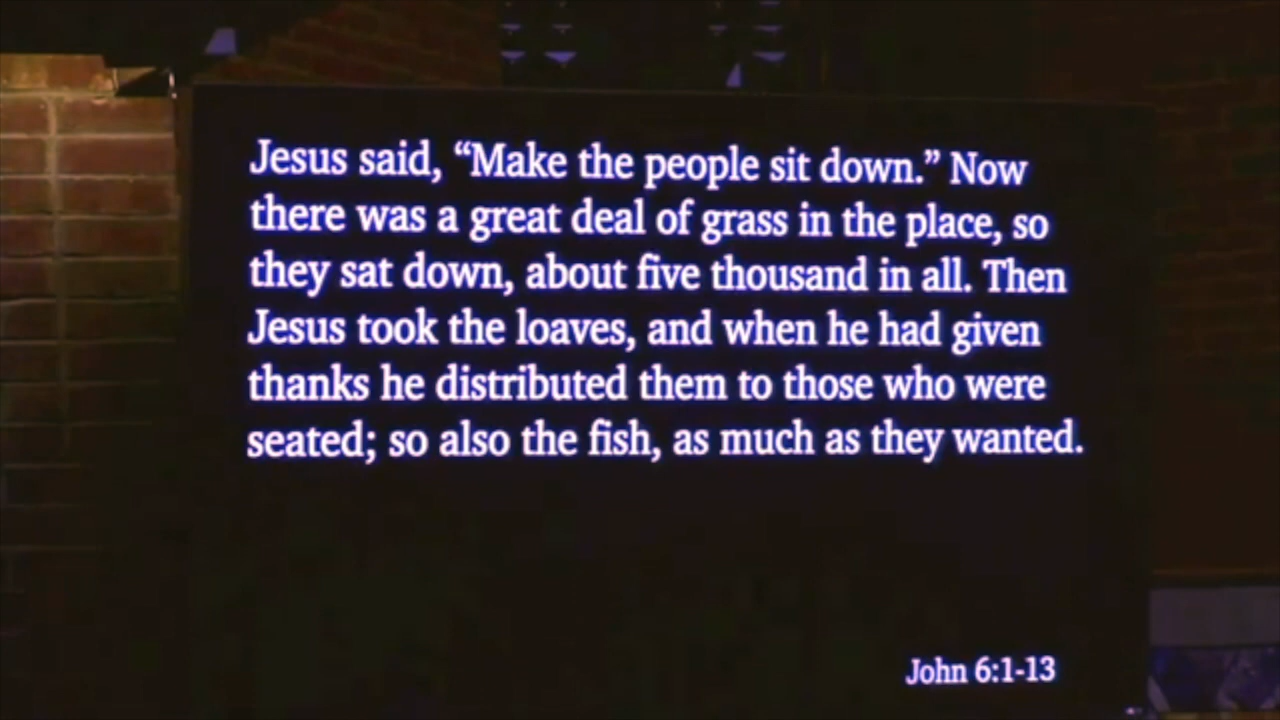 Jesus said, “Make the people sit down.” Now
there was a great deal of grass in the place, so
they sat down, about five thousand in all. Then
Jesus took the loaves, and when he had given
thanks he distributed them to those who were
seated; so also the fish, as much as they wanted.
John 6:1-13